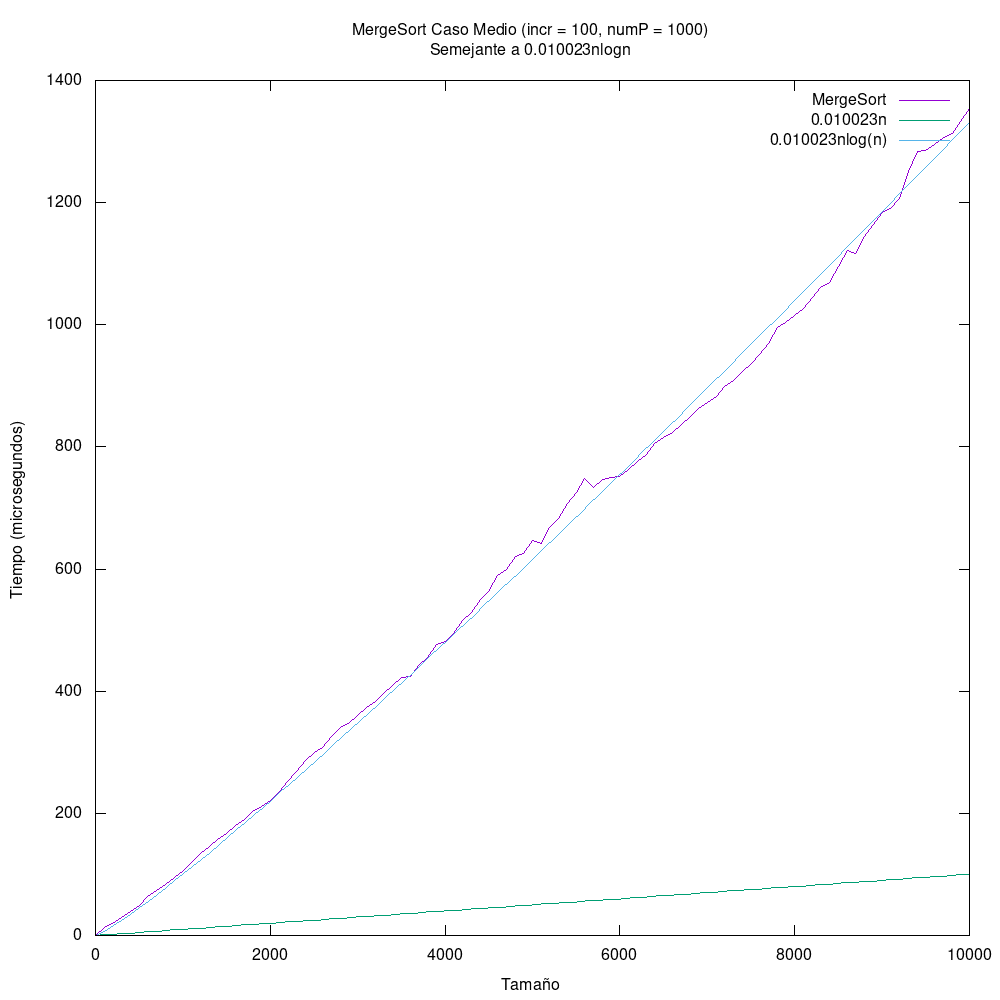 MergeSort Caso Medio (incr = 100, numP = 1000)
Semejante a 0.010023nlogn
1400
1200
1000
800
600
400
200
0
MergeSort
0.010023n
0.010023nlog(n)
Tiempo (microsegundos)
0 2000 4000 6000 8000 10000
Tamaño